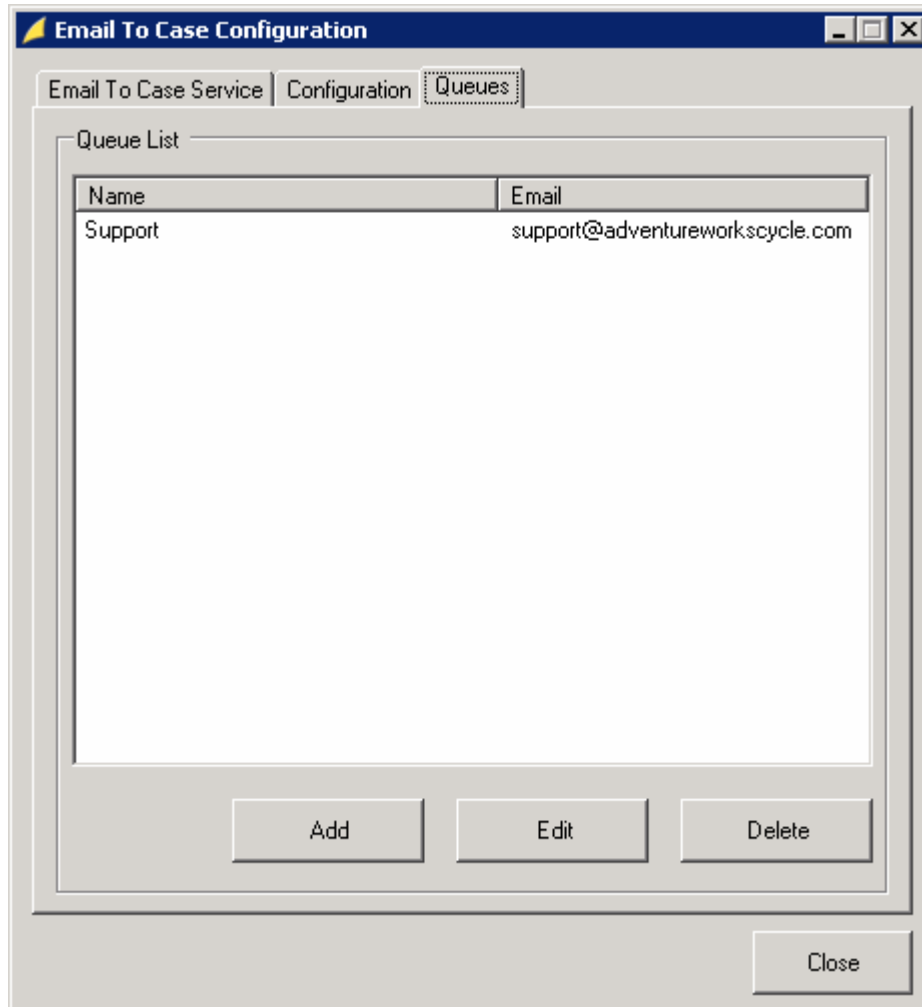 Email To Case Configuration
Email To Case Service Configuration Queues
Queue List
Name Email
Support support@adventureworkscycle.com
Add Edit Delete
Close